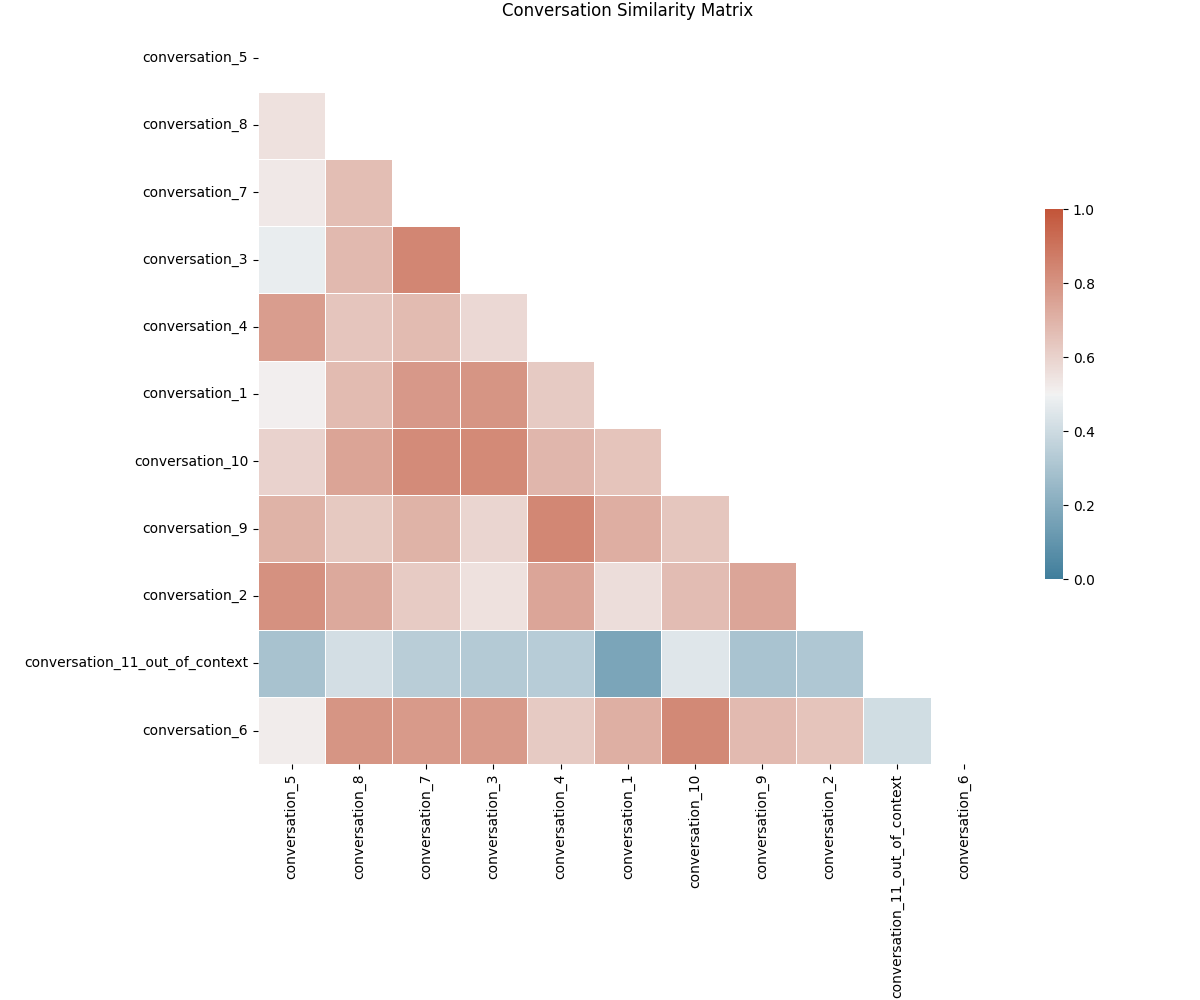 Conversation Similarity Matrix
conversation_5
conversation_8
conversation_7
conversation_3
conversation_4
conversation_1
conversation_10
conversation_9
conversation_2
conversation_11_out_of_context
conversation_6
conversation_5
conversation_8
conversation_7
conversation_3
conversation_4
conversation_1
conversation_10
conversation_9
conversation_2
conversation_11_out_of_context
conversation_6
1.0
0.8
0.6
0.4
0.2
0.0